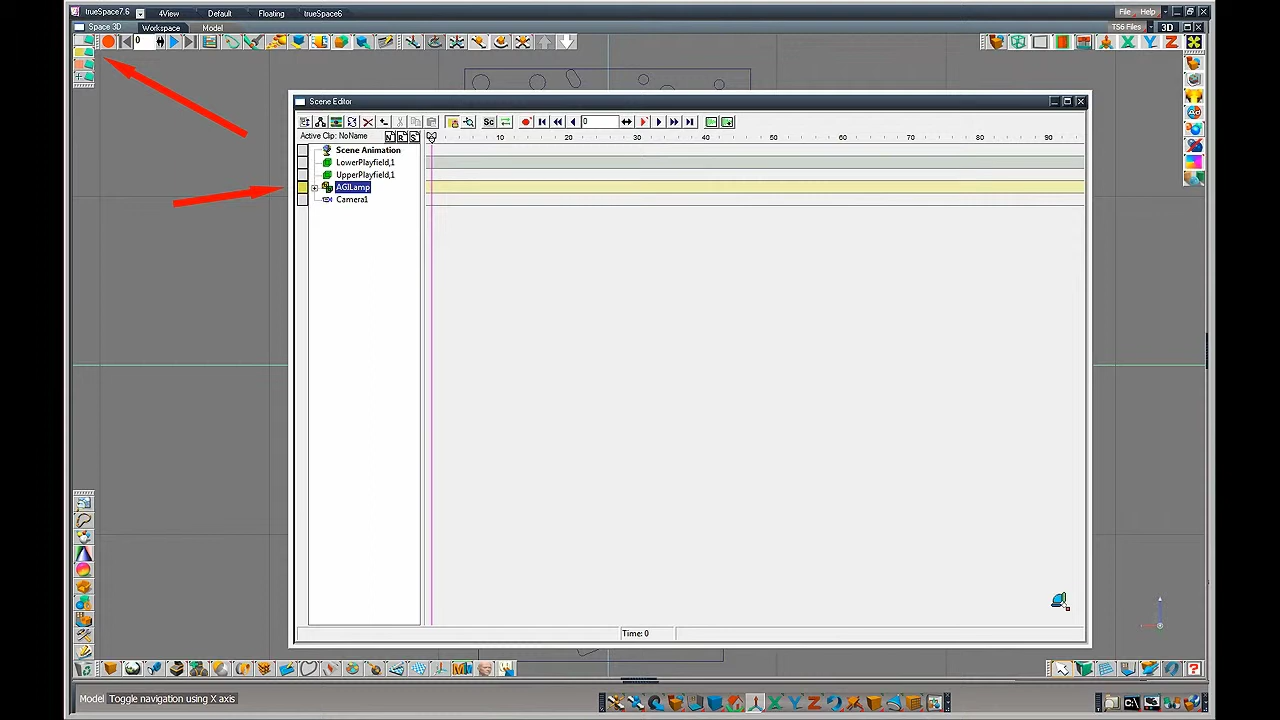 trueSpace7.6 4View Default Floating trueSpace6 File Help
Space 3D Workspace Model TS6 Files 3D
0
Scene Editor
Sc 0
Active Clip: NoName N R S 10 20 30 40 50 60 70 80 90
Scene Animation
LowerPlayfield,1
UpperPlayfield,1
AGILamp
Camera1
Time: 0
Model Toggle navigation using X axis